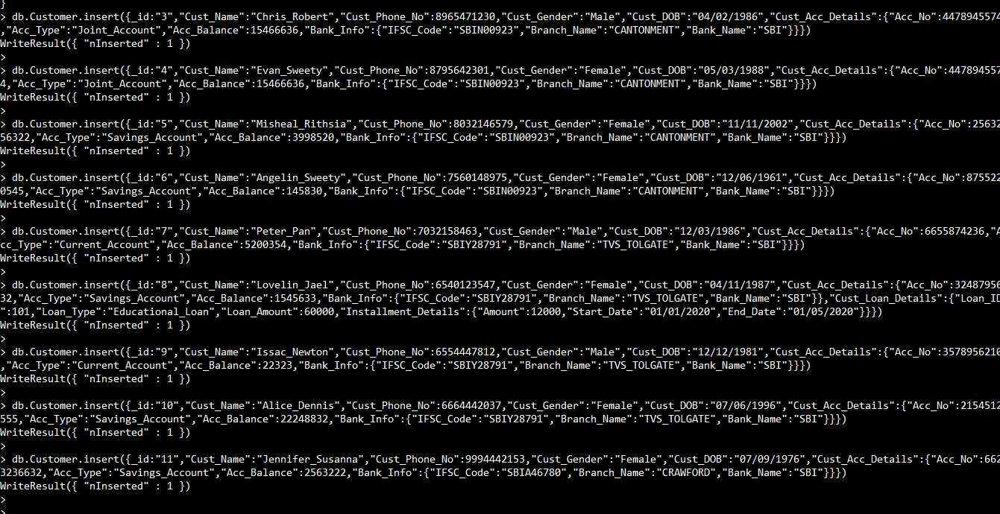 }
> db.Customer.insert({_id:"3","Cust_Name":"Chris_Robert","Cust_Phone_No":8965471230,"Cust_Gender":"Male","Cust_DOB":"04/02/1986","Cust_Acc_Details":{"Acc_No":4478945574
,"Acc_Type":"Joint_Account","Acc_Balance":15466636,"Bank_Info":{"IFSC_Code":"SBIN00923","Branch_Name":"CANTONMENT","Bank_Name":"SBI"}}})
WriteResult({ "nInserted" : 1 })
>
> db.Customer.insert({_id:"4","Cust_Name":"Evan_Sweety","Cust_Phone_No":8795642301,"Cust_Gender":"Female","Cust_DOB":"05/03/1988","Cust_Acc_Details":{"Acc_No":447894557
4,"Acc_Type":"Joint_Account","Acc_Balance":15466636,"Bank_Info":{"IFSC_Code":"SBIN00923","Branch_Name":"CANTONMENT","Bank_Name":"SBI"}}})
WriteResult({ "nInserted" : 1 })
>
> db.Customer.insert({_id:"5","Cust_Name":"Misheal_Rithsia","Cust_Phone_No":8032146579,"Cust_Gender":"Female","Cust_DOB":"11/11/2002","Cust_Acc_Details":{"Acc_No":25632
56322,"Acc_Type":"Savings_Account","Acc_Balance":3998520,"Bank_Info":{"IFSC_Code":"SBIN00923","Branch_Name":"CANTONMENT","Bank_Name":"SBI"}}})
WriteResult({ "nInserted" : 1 })
>
> db.Customer.insert({_id:"6","Cust_Name":"Angelin_Sweety","Cust_Phone_No":7560148975,"Cust_Gender":"Female","Cust_DOB":"12/06/1961","Cust_Acc_Details":{"Acc_No":875522
0545,"Acc_Type":"Savings_Account","Acc_Balance":145830,"Bank_Info":{"IFSC_Code":"SBIN00923","Branch_Name":"CANTONMENT","Bank_Name":"SBI"}}})
WriteResult({ "nInserted" : 1 })
>
> db.Customer.insert({_id:"7","Cust_Name":"Peter_Pan","Cust_Phone_No":7032158463,"Cust_Gender":"Male","Cust_DOB":"12/03/1986","Cust_Acc_Details":{"Acc_No":6655874236,"A
cc_Type":"Current_Account","Acc_Balance":5200354,"Bank_Info":{"IFSC_Code":"SBIY28791","Branch_Name":"TVS_TOLGATE","Bank_Name":"SBI"}}})
WriteResult({ "nInserted" : 1 })
>
> db.Customer.insert({_id:"8","Cust_Name":"Lovelin_Jael","Cust_Phone_No":6540123547,"Cust_Gender":"Female","Cust_DOB":"04/11/1987","Cust_Acc_Details":{"Acc_No":32487956
32,"Acc_Type":"Savings_Account","Acc_Balance":1545633,"Bank_Info":{"IFSC_Code":"SBIY28791","Branch_Name":"TVS_TOLGATE","Bank_Name":"SBI"}},"Cust_Loan_Details":{"Loan_ID
":101,"Loan_Type":"Educational_Loan","Loan_Amount":60000,"Installment_Details":{"Amount":12000,"Start_Date":"01/01/2020","End_Date":"01/05/2020"}}})
WriteResult({ "nInserted" : 1 })
>
> db.Customer.insert({_id:"9","Cust_Name":"Issac_Newton","Cust_Phone_No":6554447812,"Cust_Gender":"Male","Cust_DOB":"12/12/1981","Cust_Acc_Details":{"Acc_No":3578956210
,"Acc_Type":"Current_Account","Acc_Balance":22323,"Bank_Info":{"IFSC_Code":"SBIY28791","Branch_Name":"TVS_TOLGATE","Bank_Name":"SBI"}}})
WriteResult({ "nInserted" : 1 })
>
> db.Customer.insert({_id:"10","Cust_Name":"Alice_Dennis","Cust_Phone_No":6664442037,"Cust_Gender":"Female","Cust_DOB":"07/06/1996","Cust_Acc_Details":{"Acc_No":2154512
555,"Acc_Type":"Savings_Account","Acc_Balance":22248832,"Bank_Info":{"IFSC_Code":"SBIY28791","Branch_Name":"TVS_TOLGATE","Bank_Name":"SBI"}}})
WriteResult({ "nInserted" : 1 })
>
> db.Customer.insert({_id:"11","Cust_Name":"Jennifer_Susanna","Cust_Phone_No":9994442153,"Cust_Gender":"Female","Cust_DOB":"07/09/1976","Cust_Acc_Details":{"Acc_No":662
3236632,"Acc_Type":"Savings_Account","Acc_Balance":2563222,"Bank_Info":{"IFSC_Code":"SBIA46780","Branch_Name":"CRAWFORD","Bank_Name":"SBI"}}})
WriteResult({ "nInserted" : 1 })
>
>